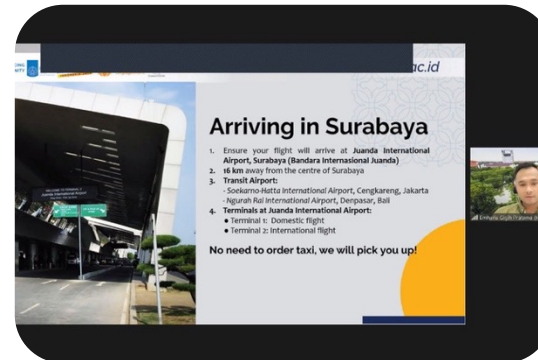 ac.id
Arriving in Surabaya
1. Ensure your flight will arrive at Juanda International
Airport, Surabaya (Bandara Internasional Juanda)
2. 16 km away from the centre of Surabaya
3. Transit Airport:
- Soekarno-Hatta International Airport, Cengkareng, Jakarta
- Ngurah Rai International Airport, Denpasar, Bali
4. Terminals at Juanda International Airport:
● Terminal 1: Domestic flight
● Terminal 2: International flight
No need to order taxi, we will pick you up!